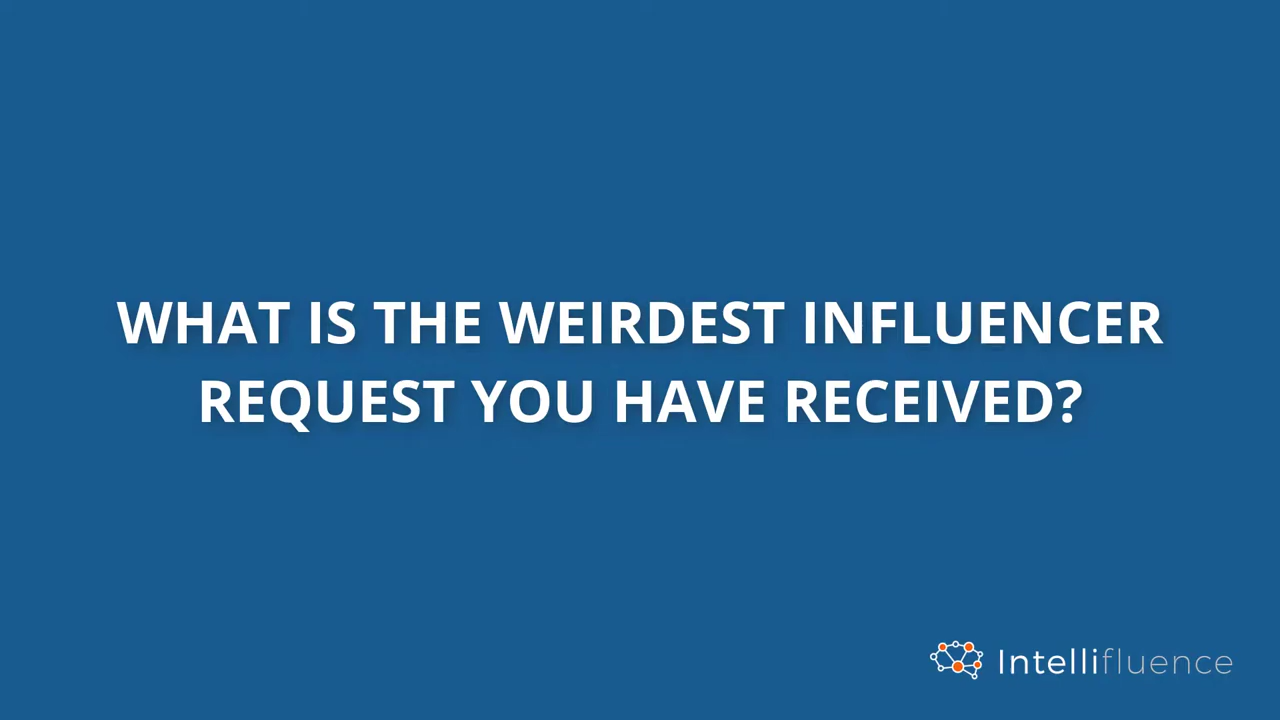 WHAT IS THE WEIRDEST INFLUENCER
REQUEST YOU HAVE RECEIVED?
Intellifluence